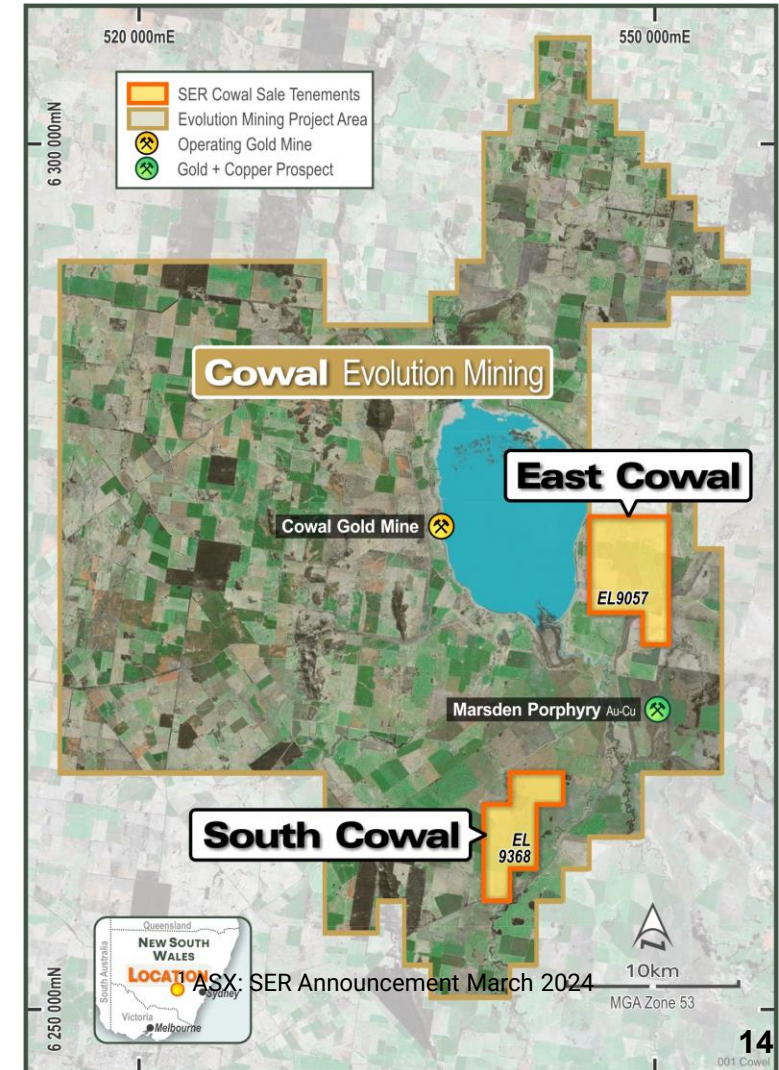 520 000mE
550 000mE
6 300 000mN
SER Cowal Sale Tenements
Evolution Mining Project Area
Operating Gold Mine
Gold + Copper Prospect
Cowal Evolution Mining
East Cowal
Cowal Gold Mine
EL9057
Marsden Porphyry Au-Cu
South Cowal
EL
9368
Queensland
South Australia
NEW SOUTH
WALES
LOCATION
Sydney
Victoria
Melbourne
1 ASX: SER Announcement March 2024
N
10km
MGA Zone 53
6 250 000mN
14
001 Cowel